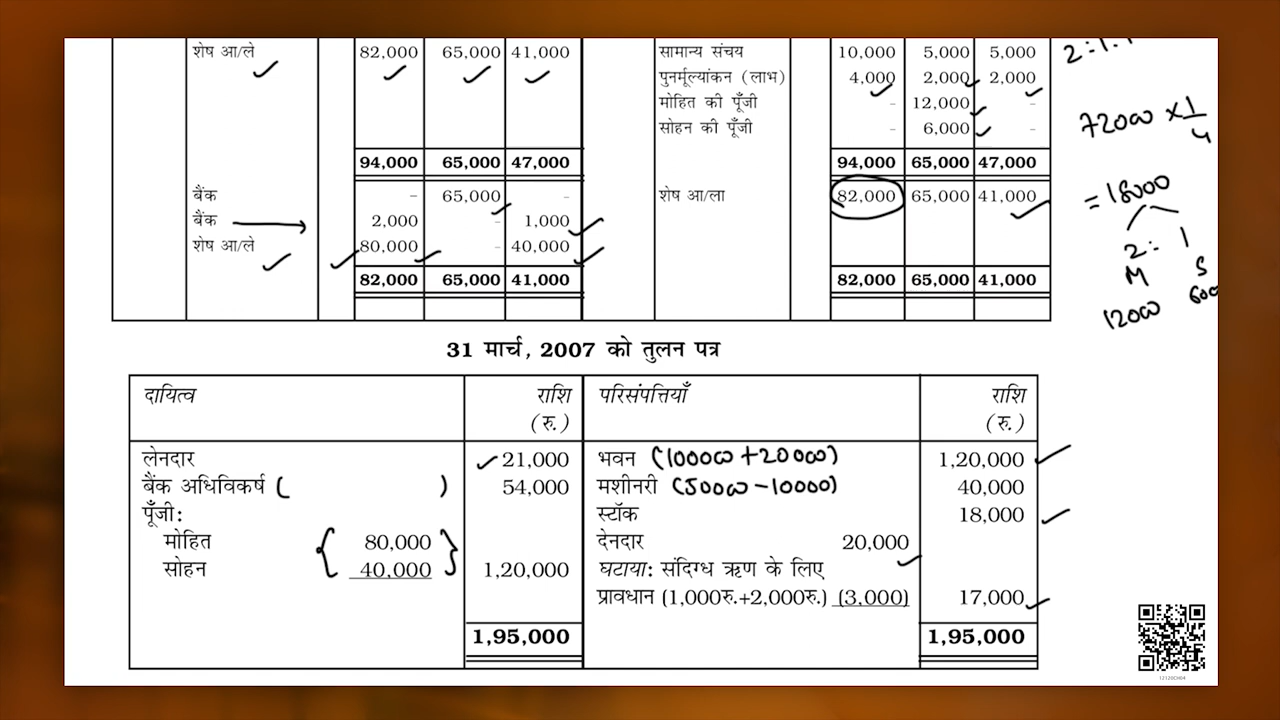 शेष आ/ले 82,000 65,000 41,000 सामान्य संचय 10,000 5,000 5,000
पुनर्मूल्यांकन (लाभ) 4,000 2,000 2,000
मोहित की पूँजी - 12,000 -
सोहन की पूँजी - 6,000 -
94,000 65,000 47,000 94,000 65,000 47,000
बैंक - 65,000 - शेष आ/ला 82,000 65,000 41,000
बैंक 2,000 - 1,000
शेष आ/ले 80,000 - 40,000
82,000 65,000 41,000 82,000 65,000 41,000
72000 × 1/4
= 18000
2 : 1
M S
12000
31 मार्च, 2007 को तुलन पत्र
दायित्व राशि परिसंपत्तियाँ राशि
(रु.) (रु.)
लेनदार 21,000 भवन (100000 + 20000) 1,20,000
बैंक अधिविकर्ष ( ) 54,000 मशीनरी (50000 - 10000) 40,000
पूँजी: स्टॉक 18,000
मोहित 80,000 देनदार 20,000
सोहन 40,000 1,20,000 घटाया: संदिग्ध ऋण के लिए
प्रावधान (1,000रु.+2,000रु.) (3,000) 17,000
1,95,000 1,95,000
12120CH04